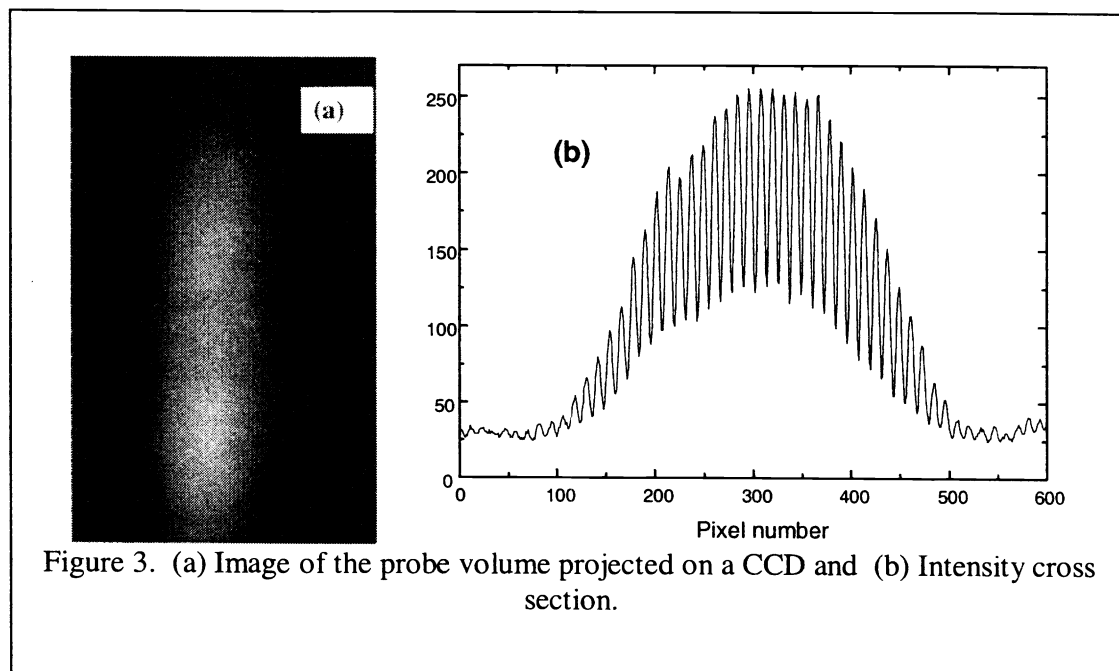 (a)
(b)
250
200
150
100
50
0
0 100 200 300 400 500 600
Pixel number
Figure 3. (a) Image of the probe volume projected on a CCD and (b) Intensity cross
section.